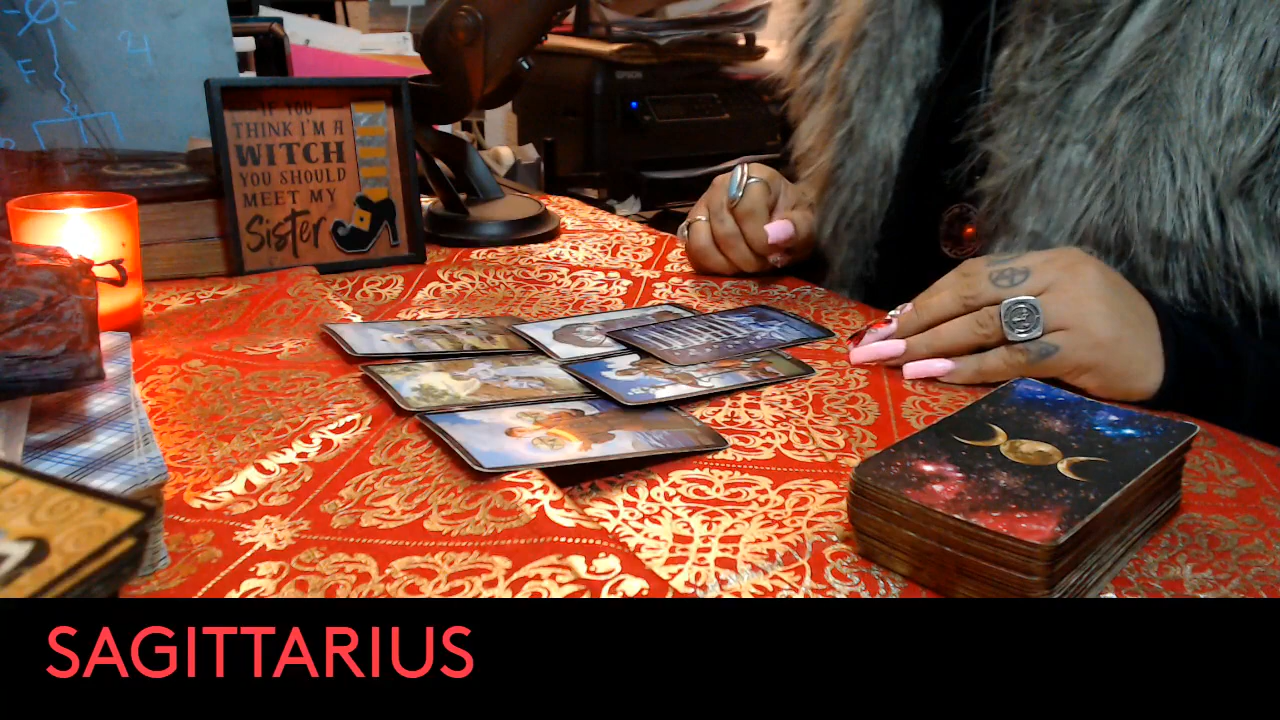 F
IF YOU
THINK I'M A
WITCH
YOU SHOULD
MEET MY
Sister
EPSON
SAGITTARIUS